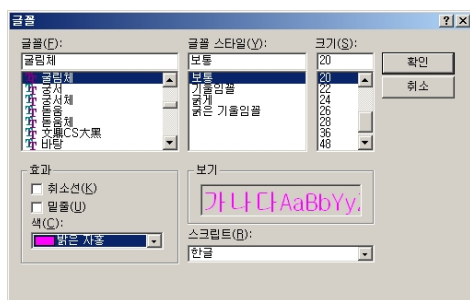 글꼴
글꼴(F):
글꼴 스타일(Y):
크기(S):
굴림체
보통
20
확인
취소
굴림체
궁서
궁서체
돋움
돋움체
文鼎CS大黑
바탕
보통
기울임꼴
굵게
굵은 기울임꼴
20
22
24
26
28
36
48
효과
취소선(K)
밑줄(U)
색(C):
밝은 자홍
보기
가나다AaBbYy
스크립트(R):
한글